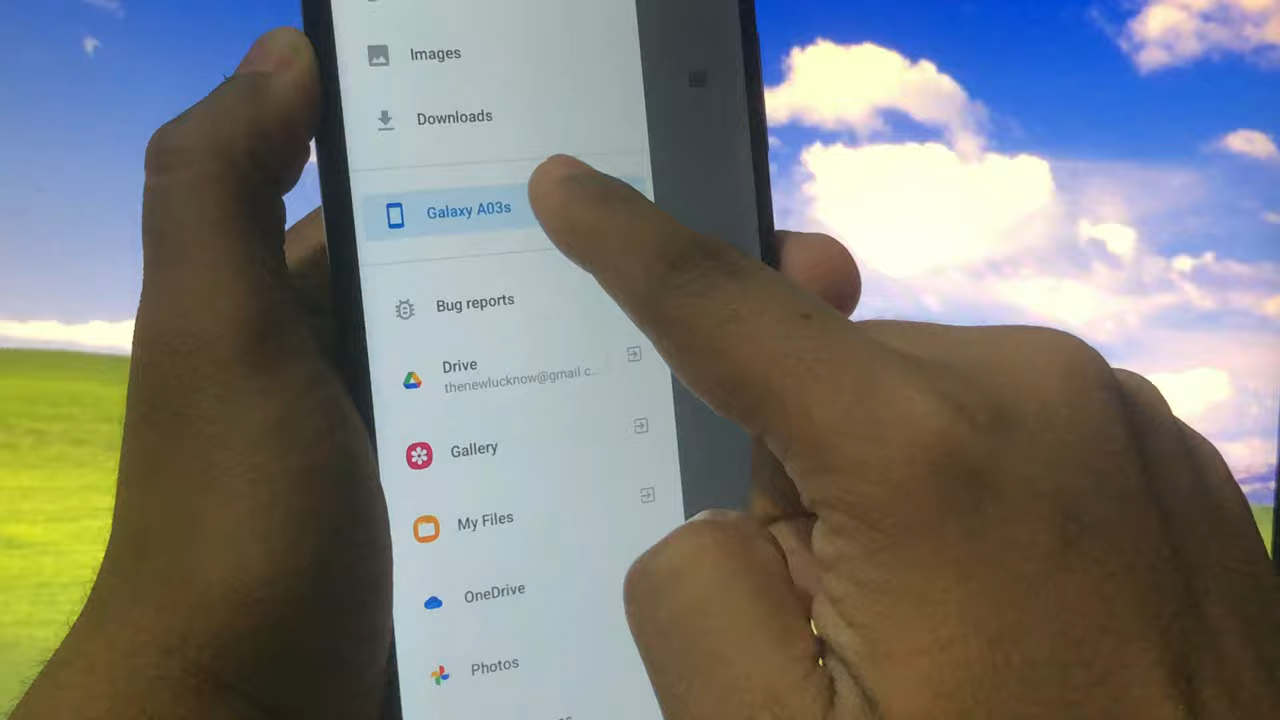 Images
Downloads
Galaxy A03s
Bug reports
Drive
thenewlucknow@gmail c...
Gallery
My Files
OneDrive
Photos